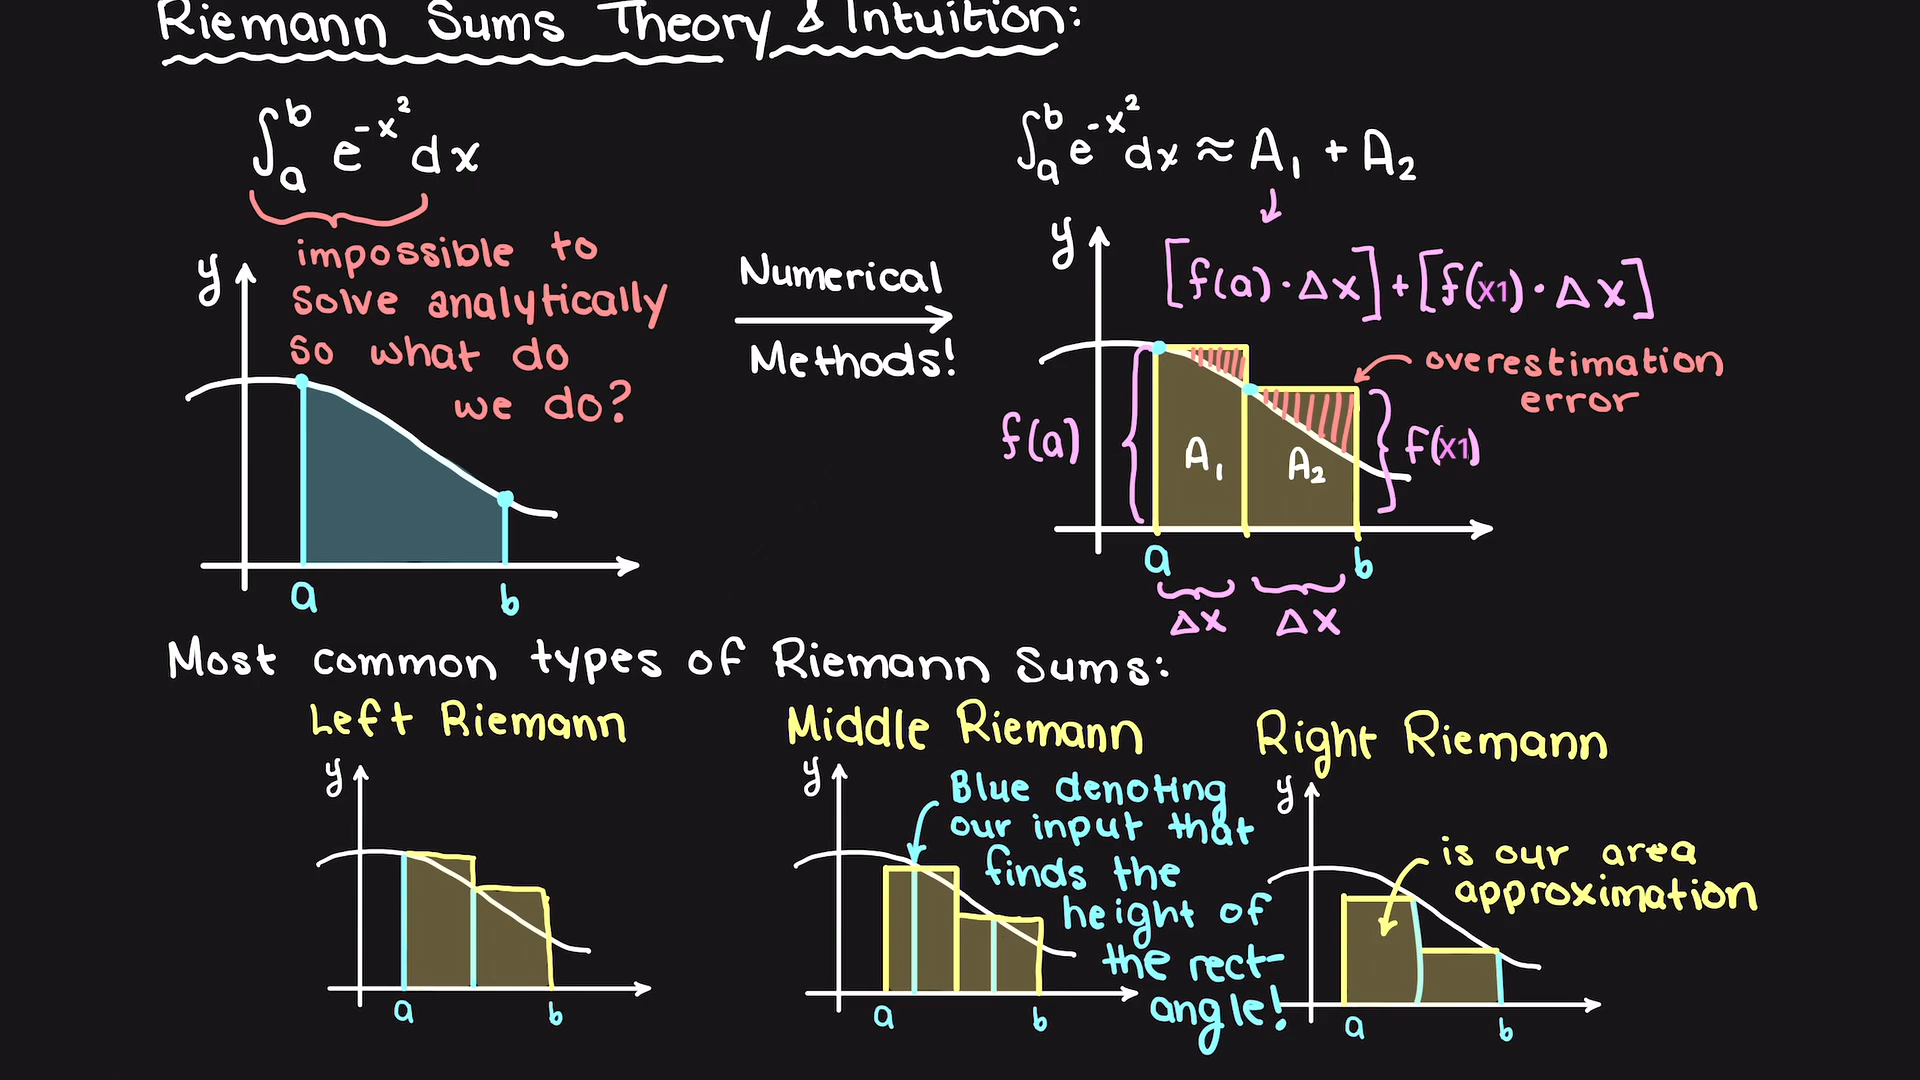 Riemann Sums Theory & Intuition:
∫ₐᵇ e^(-x²) dx
impossible to
solve analytically
so what do
we do?
y
a
b
Numerical
Methods!
∫ₐᵇ e^(-x²) dx ≈ A₁ + A₂
y
[f(a)·Δx] + [f(x1)·Δx]
overestimation
error
f(a)
A₁
A₂
f(x1)
a
b
Δx
Δx
Most common types of Riemann Sums:
Left Riemann
y
a
b
Middle Riemann
y
Blue denoting
our input that
finds the
height of
the rect-
angle!
a
b
Right Riemann
y
is our area
approximation
a
b